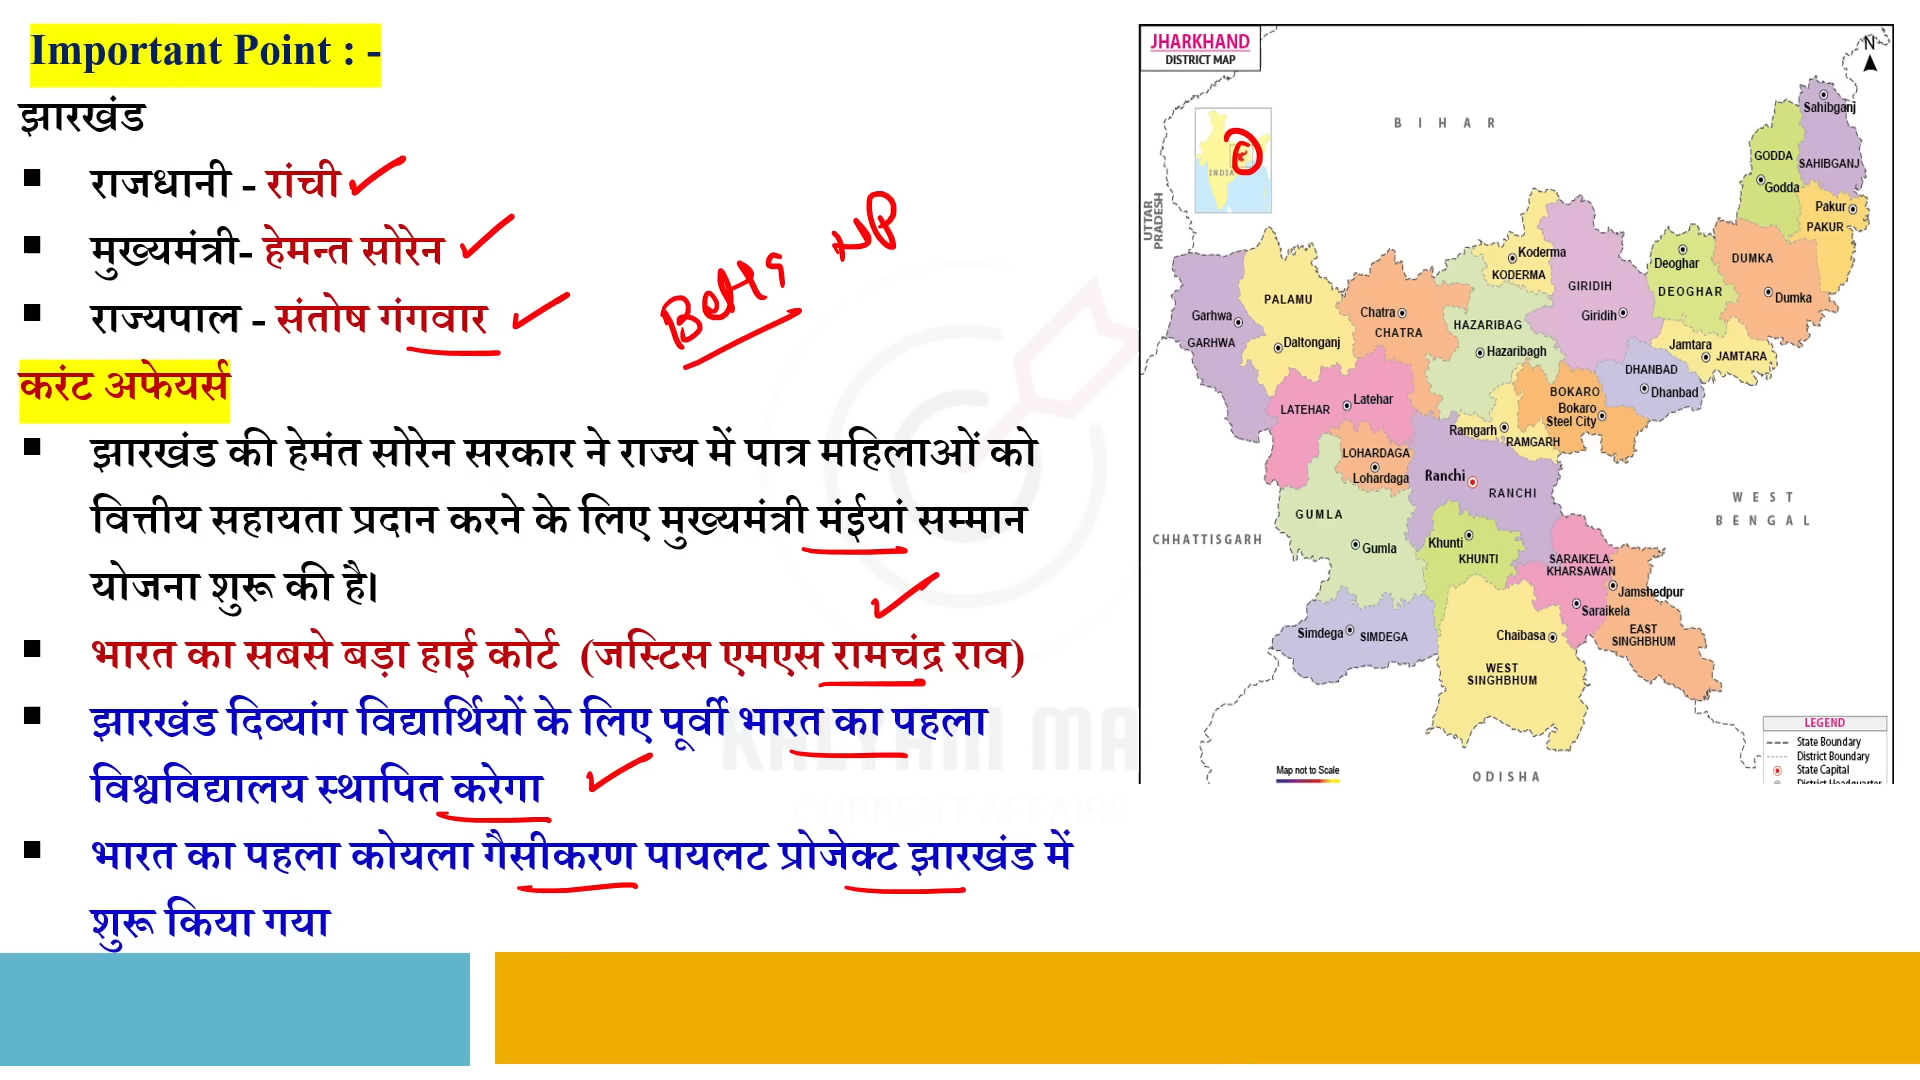 Important Point : -
झारखंड
▪ राजधानी - रांची
▪ मुख्यमंत्री- हेमन्त सोरेन
▪ राज्यपाल - संतोष गंगवार
करंट अफेयर्स
▪ झारखंड की हेमंत सोरेन सरकार ने राज्य में पात्र महिलाओं को
वित्तीय सहायता प्रदान करने के लिए मुख्यमंत्री मंईयां सम्मान
योजना शुरू की है।
▪ भारत का सबसे बड़ा हाई कोर्ट (जस्टिस एमएस रामचंद्र राव)
▪ झारखंड दिव्यांग विद्यार्थियों के लिए पूर्वी भारत का पहला
विश्वविद्यालय स्थापित करेगा
▪ भारत का पहला कोयला गैसीकरण पायलट प्रोजेक्ट झारखंड में
शुरू किया गया
NP
CURRENT AFFAIRS
JHARKHAND
DISTRICT MAP
N
INDIA
BIHAR
UTTAR
PRADESH
Sahibganj
SAHIBGANJ
GODDA
Godda
Pakur
PAKUR
Koderma
KODERMA
Deoghar
DEOGHAR
DUMKA
Dumka
GIRIDIH
Giridih
PALAMU
Daltonganj
Garhwa
GARHWA
Chatra
CHATRA
HAZARIBAG
Hazaribagh
Jamtara
JAMTARA
DHANBAD
Dhanbad
BOKARO
Bokaro
Steel City
LATEHAR
Latehar
Ramgarh
RAMGARH
LOHARDAGA
Lohardaga
Ranchi
RANCHI
WEST
BENGAL
GUMLA
Gumla
CHHATTISGARH
Khunti
KHUNTI
SARAIKELA-
KHARSAWAN
Jamshedpur
Saraikela
EAST
SINGHBHUM
Simdega
SIMDEGA
Chaibasa
WEST
SINGHBHUM
ODISHA
Map not to Scale
LEGEND
State Boundary
District Boundary
State Capital
District Headquarter